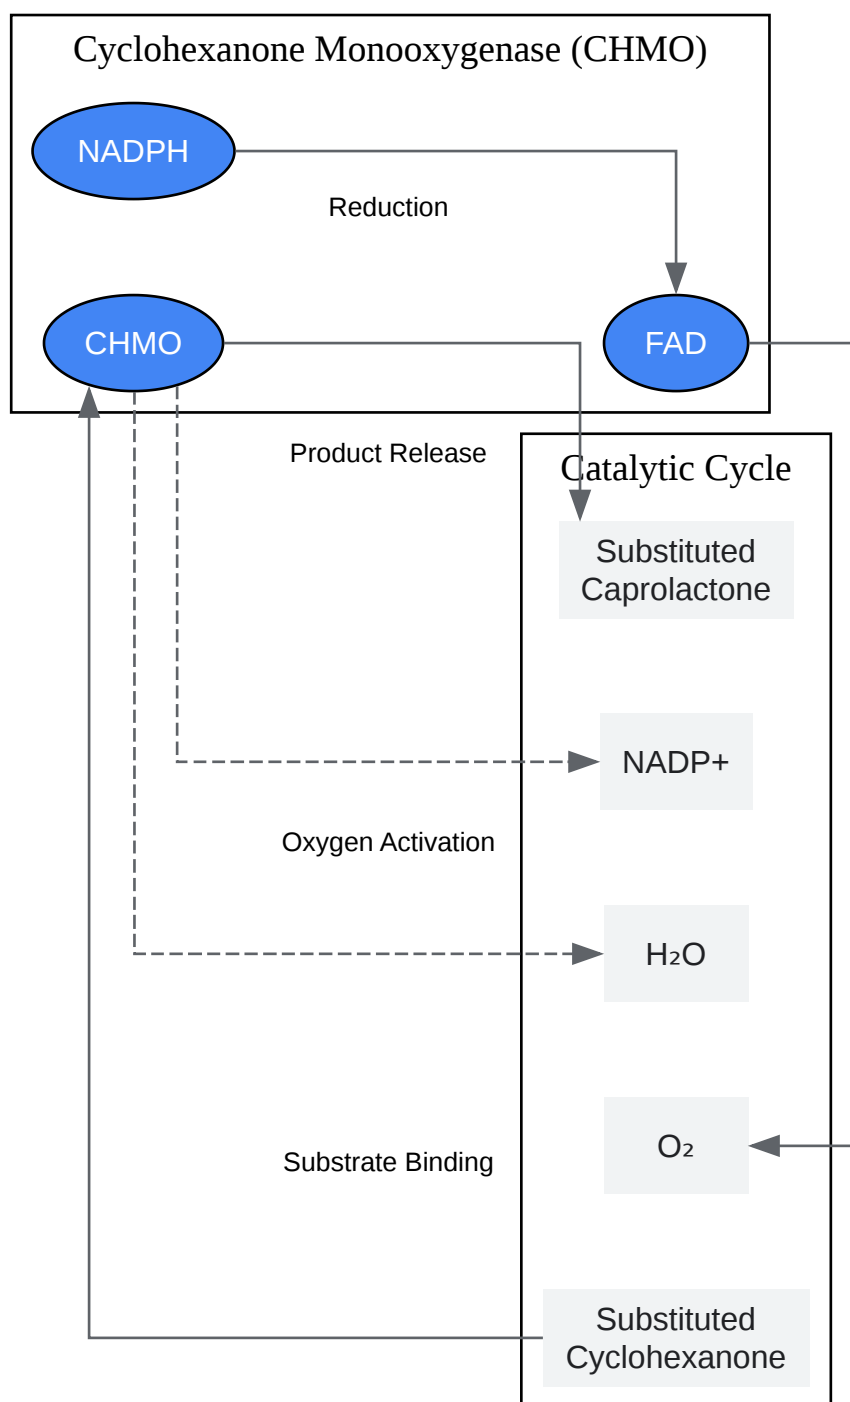 Cyclohexanone Monooxygenase (CHMO)
NADPH
Reduction
CHMO
FAD
Product Release
Catalytic Cycle
Substituted
Caprolactone
NADP+
Oxygen Activation
H₂O
O₂
Substrate Binding
Substituted
Cyclohexanone